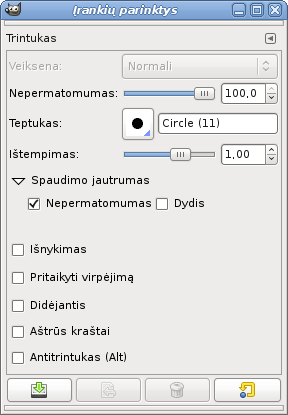 Įrankių parinktys
Trintukas
Veiksena: Normali
Nepermatomumas: 100,0
Teptukas: Circle (11)
Ištempimas: 1,00
Spaudimo jautrumas
Nepermatomumas Dydis
Išnykimas
Pritaikyti virpėjimą
Didėjantis
Aštrūs kraštai
Antitrintukas (Alt)